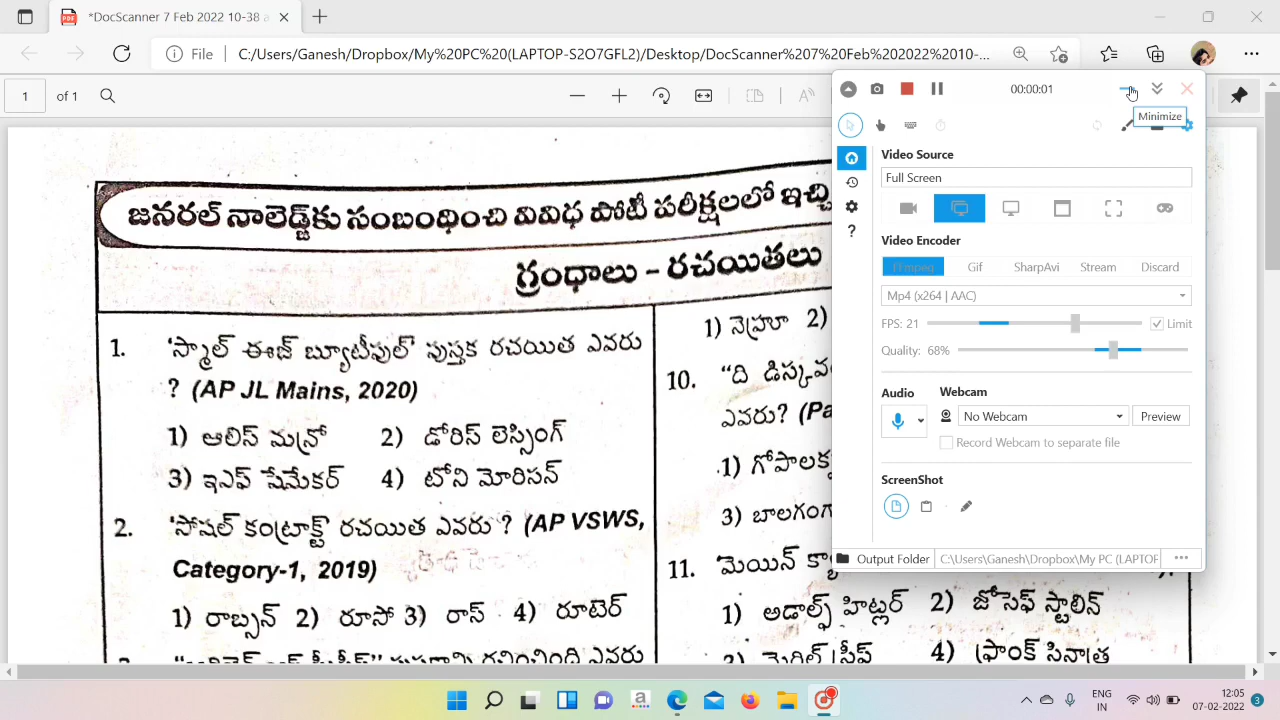 *DocScanner 7 Feb 2022 10-38 a
File
C:/Users/Ganesh/Dropbox/My%20PC%20(LAPTOP-S2O7GFL2)/Desktop/DocScanner%207%20Feb%202022%2010-...
1 of 1
00:00:01
Minimize
Video Source
Full Screen
Video Encoder
FFmpeg Gif SharpAvi Stream Discard
Mp4 (x264 | AAC)
FPS: 21 Limit
Quality: 68%
Audio Webcam
No Webcam Preview
Record Webcam to separate file
ScreenShot
Output Folder C:\Users\Ganesh\Dropbox\My PC (LAPTOP
జనరల్ నాలెడ్జ్‌కు సంబంధించి వివిధ పోటీ పరీక్షలలో ఇచ్చి
గ్రంథాలు – రచయితలు
1. 'స్మాల్ ఈజ్ బ్యూటీఫుల్' పుస్తక రచయిత ఎవరు
? (AP JL Mains, 2020)
1) ఆలిస్ మన్రో 2) డోరిస్ లెస్సింగ్
3) ఇఎఫ్ షేమేకర్ 4) టోని మోరిసన్
2. 'సోషల్ కంట్రాక్ట్' రచయిత ఎవరు ? (AP VSWS,
Category-1, 2019)
1) రాబ్సన్ 2) రూసో 3) రాస్ 4) రూటెర్
1) నెహ్రూ 2)
10. "ది డిస్కవ
ఎవరు? (Pa
1) గోపాలకృ
3) బాలగంగ
11. 'మెయిన్ కా
1) అడాల్ఫ్ హిట్లర్ 2) జోసెఫ్ స్టాలిన్
4) ఫ్రాంక్ సినాత్ర
ENG
IN
12:05
07-02-2022
3